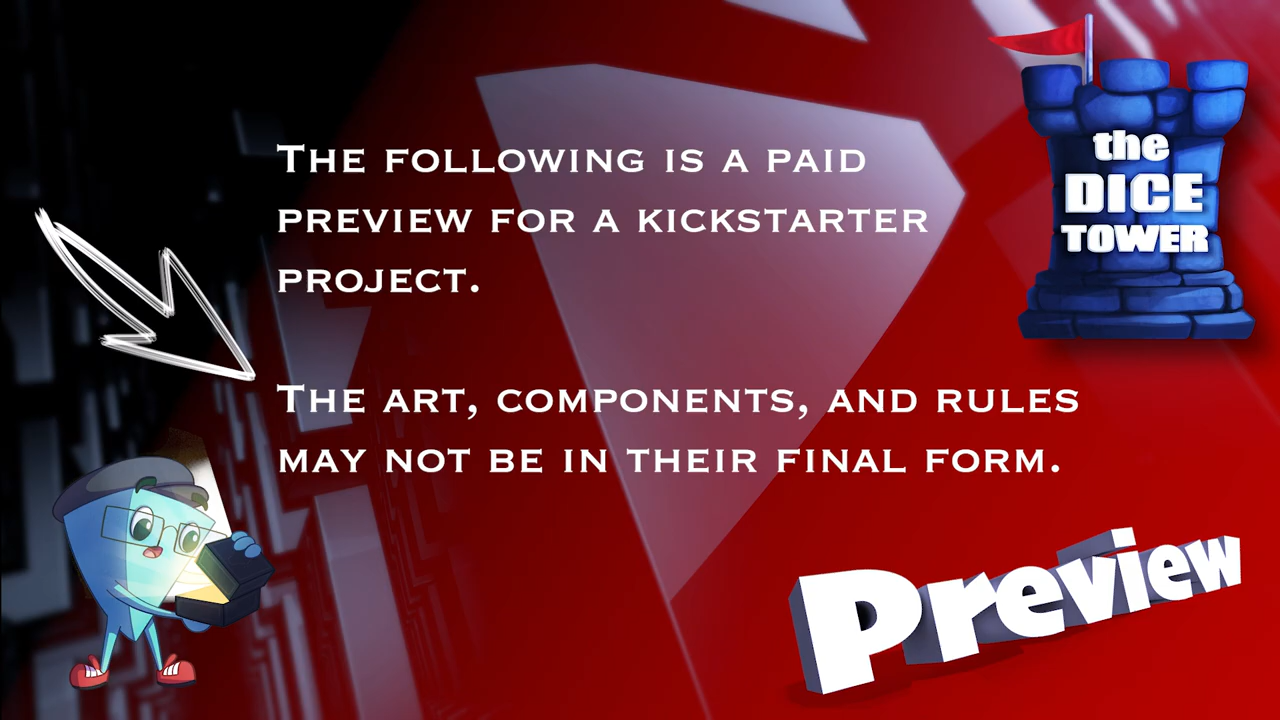 The following is a paid
preview for a kickstarter
project.
The art, components, and rules
may not be in their final form.
the
DICE
TOWER
Preview